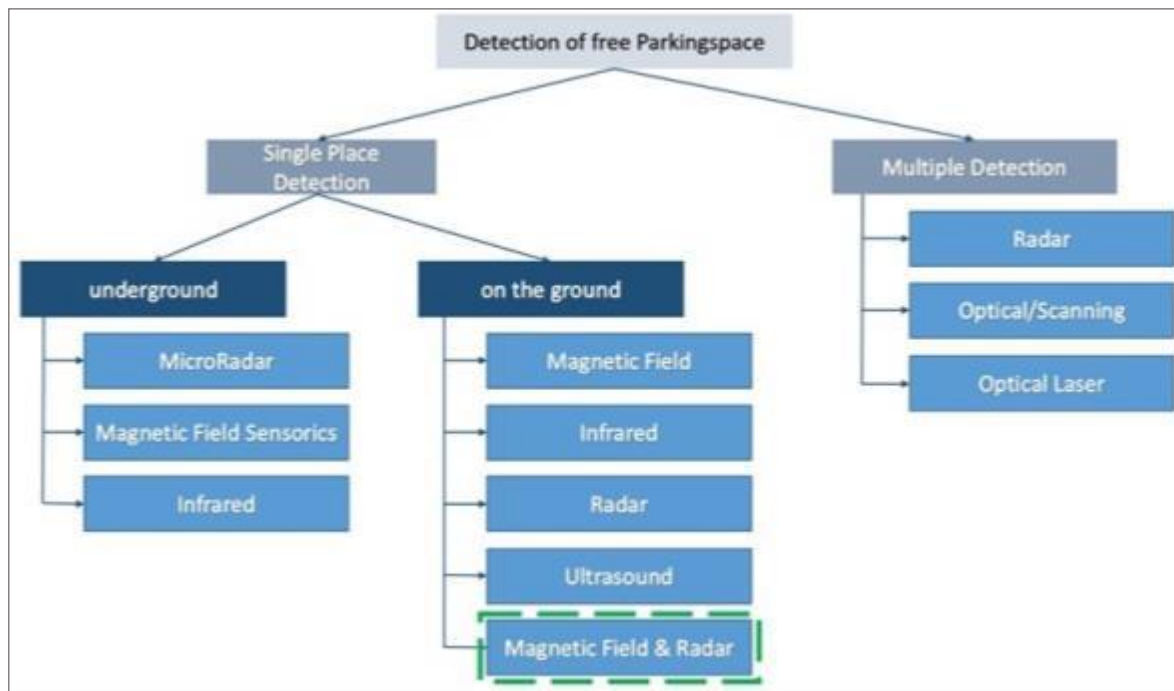 Detection of free Parkingspace
Single Place
Detection
Multiple Detection
underground
MicroRadar
Magnetic Field Sensorics
Infrared
on the ground
Magnetic Field
Infrared
Radar
Ultrasound
Magnetic Field & Radar
Radar
Optical/Scanning
Optical Laser